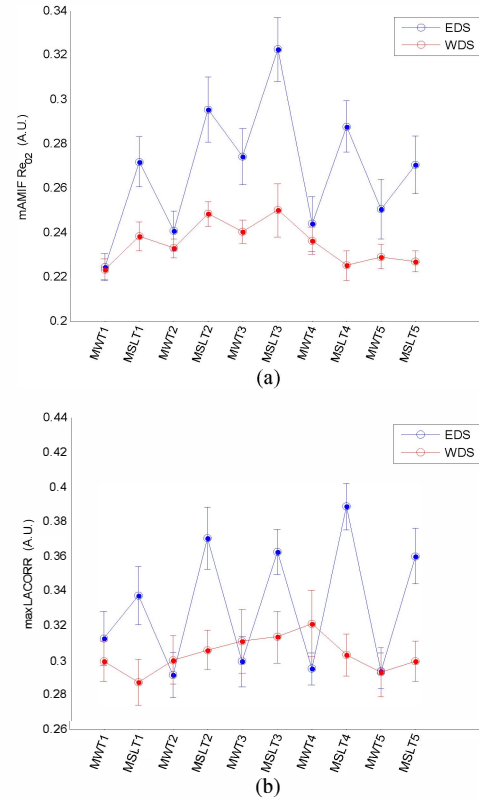 0.34
0.32
0.3
0.28
0.26
0.24
0.22
0.2
mAMIF Re02 (A.U.)
EDS
WDS
MWT1
MSLT1
MWT2
MSLT2
MWT3
MSLT3
MWT4
MSLT4
MWT5
MSLT5
(a)
0.44
0.42
0.4
0.38
0.36
0.34
0.32
0.3
0.28
0.26
maxLACORR (A.U.)
EDS
WDS
MWT1
MSLT1
MWT2
MSLT2
MWT3
MSLT3
MWT4
MSLT4
MWT5
MSLT5
(b)